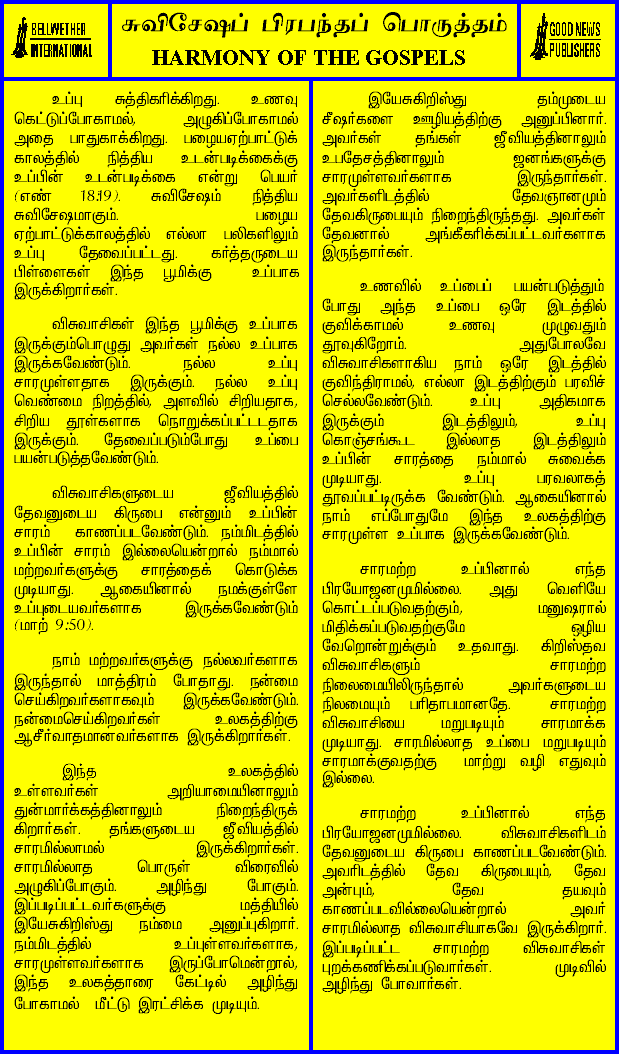 BELLWETHER
INTERNATIONAL
சுவிசேஷப் பிரபந்தப் பொருத்தம்
HARMONY OF THE GOSPELS
GOOD NEWS
PUBLISHERS
உப்பு சுத்திகரிக்கிறது. உணவு
கெட்டுப்போகாமல், அழுகிப்போகாமல்
அதை பாதுகாக்கிறது. பழையஏற்பாட்டுக்
காலத்தில் நித்திய உடன்படிக்கைக்கு
உப்பின் உடன்படிக்கை என்று பெயர்
(எண் 18:19). சுவிசேஷம் நித்திய
சுவிசேஷமாகும். பழைய
ஏற்பாட்டுக்காலத்தில் எல்லா பலிகளிலும்
உப்பு தேவைப்பட்டது. கர்த்தருடைய
பிள்ளைகள் இந்த பூமிக்கு உப்பாக
இருக்கிறார்கள்.
விசுவாசிகள் இந்த பூமிக்கு உப்பாக
இருக்கும்பொழுது அவர்கள் நல்ல உப்பாக
இருக்கவேண்டும். நல்ல உப்பு
சாரமுள்ளதாக இருக்கும். நல்ல உப்பு
வெண்மை நிறத்தில், அளவில் சிறியதாக,
சிறிய தூள்களாக நொறுக்கப்பட்டதாக
இருக்கும். தேவைப்படும்போது உப்பை
பயன்படுத்தவேண்டும்.
விசுவாசிகளுடைய ஜீவியத்தில்
தேவனுடைய கிருபை என்னும் உப்பின்
சாரம் காணப்படவேண்டும். நம்மிடத்தில்
உப்பின் சாரம் இல்லையென்றால் நம்மால்
மற்றவர்களுக்கு சாரத்தைக் கொடுக்க
முடியாது. ஆகையினால் நமக்குள்ளே
உப்புடையவர்களாக இருக்கவேண்டும்
(மாற் 9:50).
நாம் மற்றவர்களுக்கு நல்லவர்களாக
இருந்தால் மாத்திரம் போதாது. நன்மை
செய்கிறவர்களாகவும் இருக்கவேண்டும்.
நன்மைசெய்கிறவர்கள் உலகத்திற்கு
ஆசீர்வாதமானவர்களாக இருக்கிறார்கள்.
இந்த உலகத்தில்
உள்ளவர்கள் அறியாமையினாலும்
துன்மார்க்கத்தினாலும் நிறைந்திருக்
கிறார்கள். தங்களுடைய ஜீவியத்தில்
சாரமில்லாமல் இருக்கிறார்கள்.
சாரமில்லாத பொருள் விரைவில்
அழுகிப்போகும். அழிந்து போகும்.
இப்படிப்பட்டவர்களுக்கு மத்தியில்
இயேசுகிறிஸ்து நம்மை அனுப்புகிறார்.
நம்மிடத்தில் உப்புள்ளவர்களாக,
சாரமுள்ளவர்களாக இருப்போமென்றால்,
இந்த உலகத்தாரை கேட்டில் அழிந்து
போகாமல் மீட்டு இரட்சிக்க முடியும்.
இயேசுகிறிஸ்து தம்முடைய
சீஷர்களை ஊழியத்திற்கு அனுப்பினார்.
அவர்கள் தங்கள் ஜீவியத்தினாலும்
உபதேசத்தினாலும் ஜனங்களுக்கு
சாரமுள்ளவர்களாக இருந்தார்கள்.
அவர்களிடத்தில் தேவஞானமும்
தேவகிருபையும் நிறைந்திருந்தது. அவர்கள்
தேவனால் அங்கீகரிக்கப்பட்டவர்களாக
இருந்தார்கள்.
உணவில் உப்பைப் பயன்படுத்தும்
போது அந்த உப்பை ஒரே இடத்தில்
குவிக்காமல் உணவு முழுவதும்
தூவுகிறோம். அதுபோலவே
விசுவாசிகளாகிய நாம் ஒரே இடத்தில்
குவிந்திராமல், எல்லா இடத்திற்கும் பரவிச்
செல்லவேண்டும். உப்பு அதிகமாக
இருக்கும் இடத்திலும், உப்பு
கொஞ்சங்கூட இல்லாத இடத்திலும்
உப்பின் சாரத்தை நம்மால் சுவைக்க
முடியாது. உப்பு பரவலாகத்
தூவப்பட்டிருக்க வேண்டும். ஆகையினால்
நாம் எப்போதுமே இந்த உலகத்திற்கு
சாரமுள்ள உப்பாக இருக்கவேண்டும்.
சாரமற்ற உப்பினால் எந்த
பிரயோஜனமுமில்லை. அது வெளியே
கொட்டப்படுவதற்கும், மனுஷரால்
மிதிக்கப்படுவதற்குமே ஒழிய
வேறொன்றுக்கும் உதவாது. கிறிஸ்தவ
விசுவாசிகளும் சாரமற்ற
நிலைமையிலிருந்தால் அவர்களுடைய
நிலமையும் பரிதாபமானதே. சாரமற்ற
விசுவாசியை மறுபடியும் சாரமாக்க
முடியாது. சாரமில்லாத உப்பை மறுபடியும்
சாரமாக்குவதற்கு மாற்று வழி எதுவும்
இல்லை.
சாரமற்ற உப்பினால் எந்த
பிரயோஜனமுமில்லை. விசுவாசிகளிடம்
தேவனுடைய கிருபை காணப்படவேண்டும்.
அவரிடத்தில் தேவ கிருபையும், தேவ
அன்பும், தேவ தயவும்
காணப்படவில்லையென்றால் அவர்
சாரமில்லாத விசுவாசியாகவே இருக்கிறார்.
இப்படிப்பட்ட சாரமற்ற விசுவாசிகள்
புறக்கணிக்கப்படுவார்கள். முடிவில்
அழிந்து போவார்கள்.